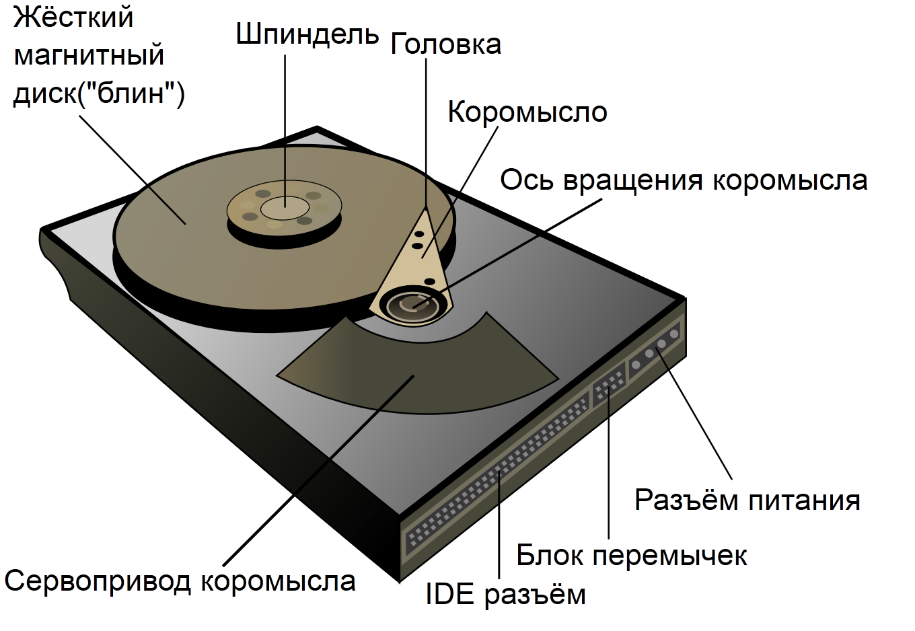 Жёсткий
магнитный
диск("блин")
Шпиндель
Головка
Коромысло
Ось вращения коромысла
Разъём питания
Блок перемычек
IDE разъём
Сервопривод коромысла